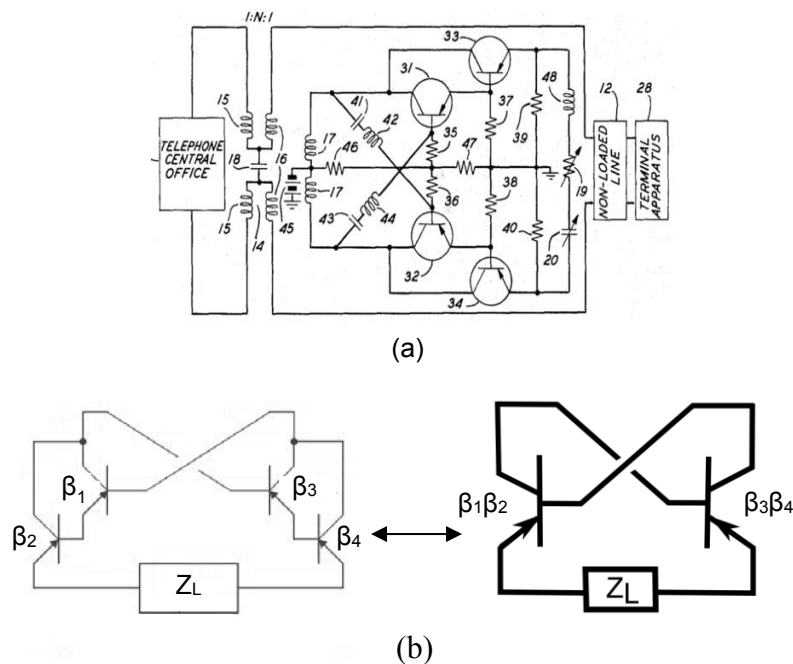 1:N:1
33
31
48
41
12
28
15
42
37
17
35
39
47
TELEPHONE
CENTRAL
OFFICE
18
16
46
19
NON-LOADED
LINE
TERMINAL
APPARATUS
17
36
38
15
14
45
43
44
40
20
32
34
(a)
β1
β3
β2
β4
ZL
β1β2
β3β4
ZL
(b)